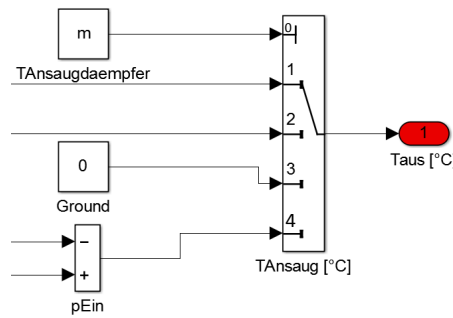 m
0
TAnsaugdaempfer
1
2
1
Taus [°C
0
3
Ground
4
−
+
TAnsaug [°C]
pEin